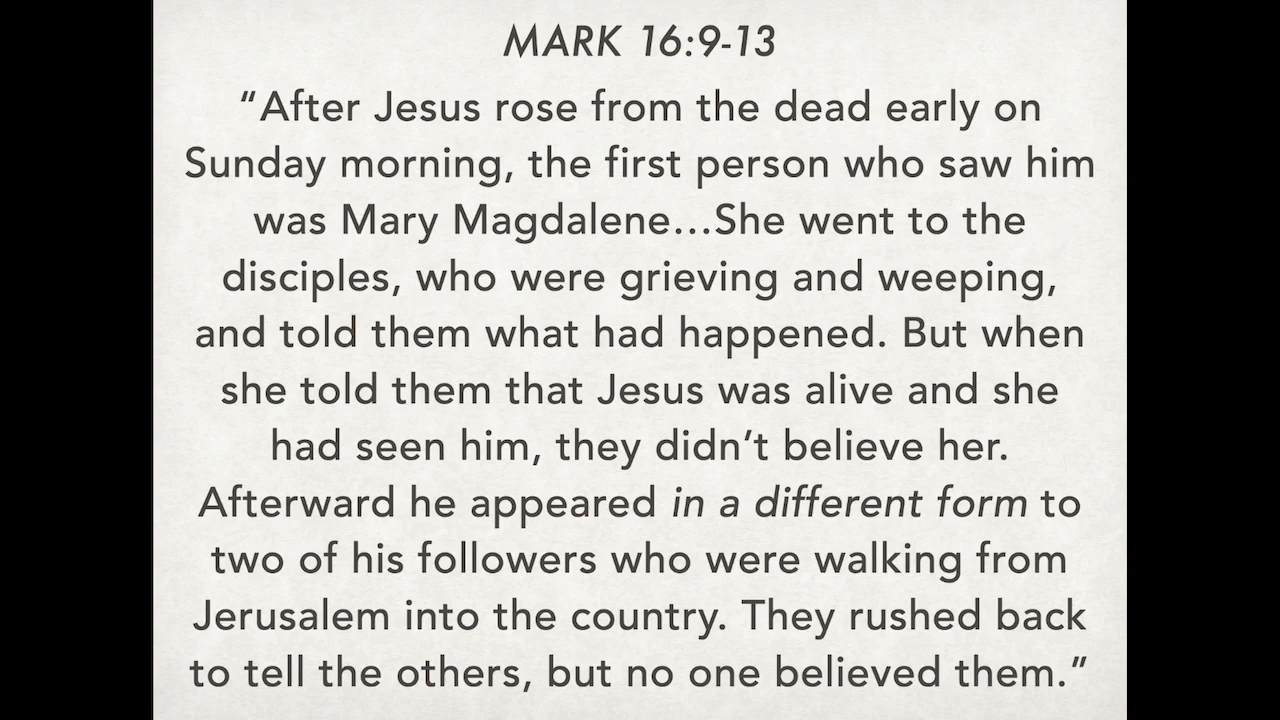 MARK 16:9-13
“After Jesus rose from the dead early on
Sunday morning, the first person who saw him
was Mary Magdalene…She went to the
disciples, who were grieving and weeping,
and told them what had happened. But when
she told them that Jesus was alive and she
had seen him, they didn’t believe her.
Afterward he appeared in a different form to
two of his followers who were walking from
Jerusalem into the country. They rushed back
to tell the others, but no one believed them.”